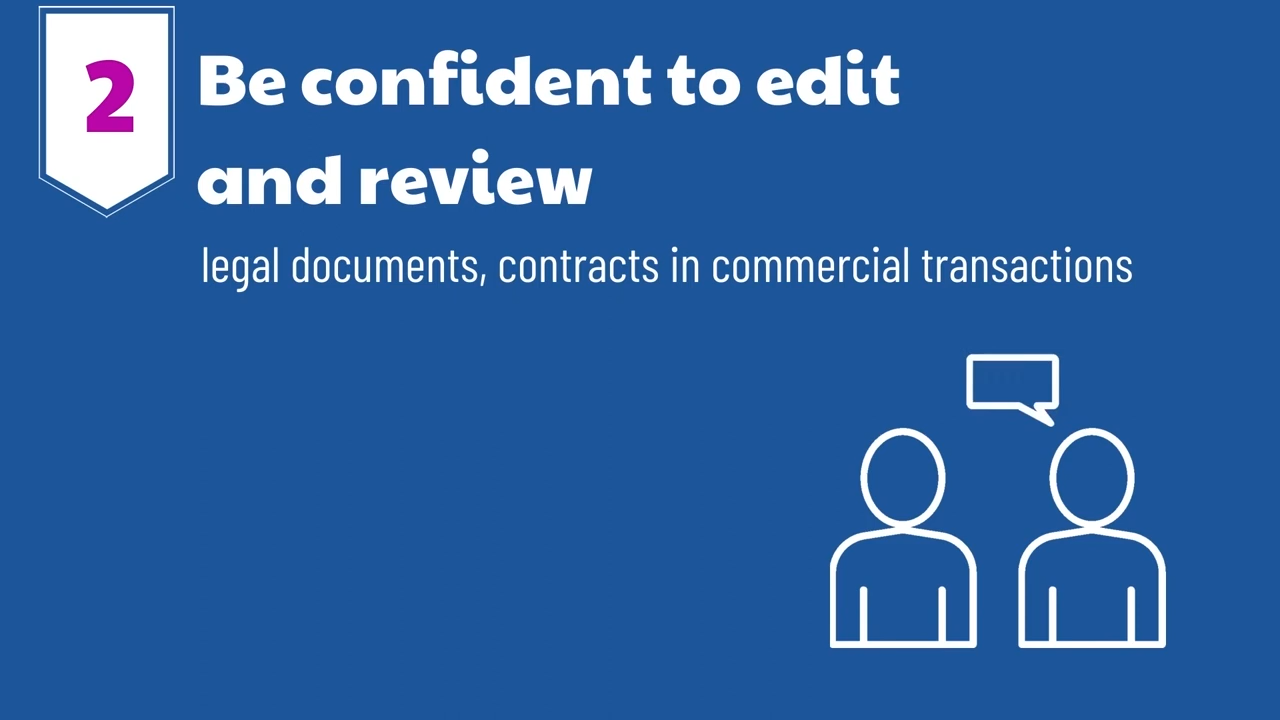 2
Be confident to edit
and review
legal documents, contracts in commercial transactions